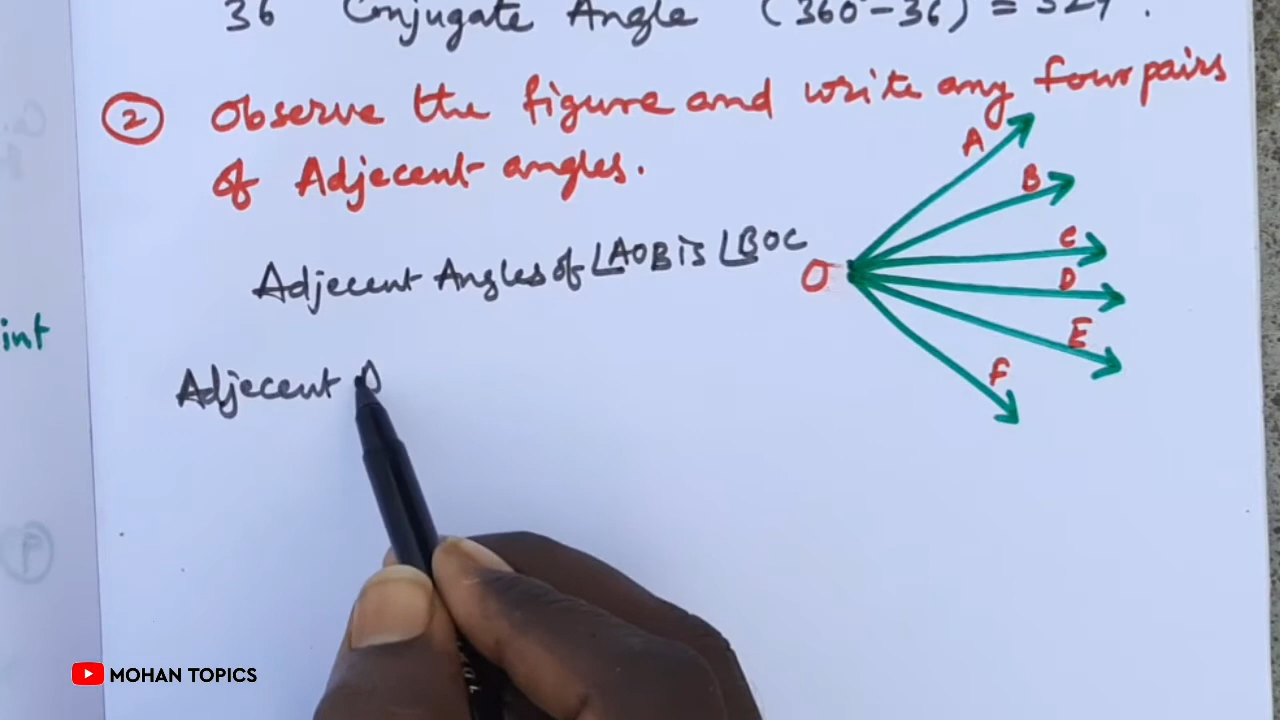 36 Conjugate Angle (360-36) = 324.
② Observe the figure and write any four pairs
of Adjecent angles.
A
B
Adjecent Angles of ∠AOB is ∠BOC
C
O
D
int
E
F
Adjecent A
MOHAN TOPICS